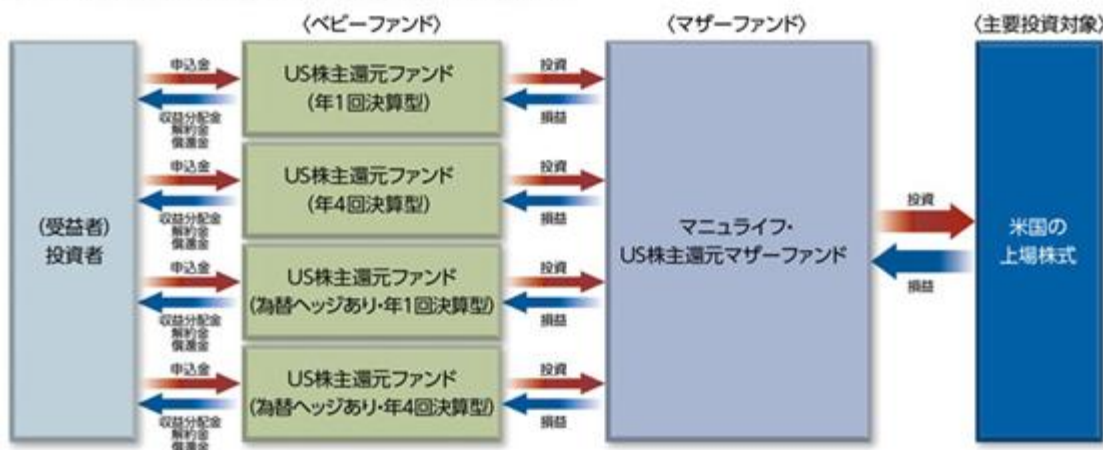 〈ベビーファンド〉
〈マザーファンド〉
〈主要投資対象〉
(受益者)
投資者
申込金
収益分配金
解約金
償還金
US株主還元ファンド
(年1回決算型)
投資
損益
申込金
収益分配金
解約金
償還金
US株主還元ファンド
(年4回決算型)
投資
損益
申込金
収益分配金
解約金
償還金
US株主還元ファンド
(為替ヘッジあり・年1回決算型)
投資
損益
申込金
収益分配金
解約金
償還金
US株主還元ファンド
(為替ヘッジあり・年4回決算型)
投資
損益
マニュライフ・
US株主還元マザーファンド
投資
損益
米国の
上場株式